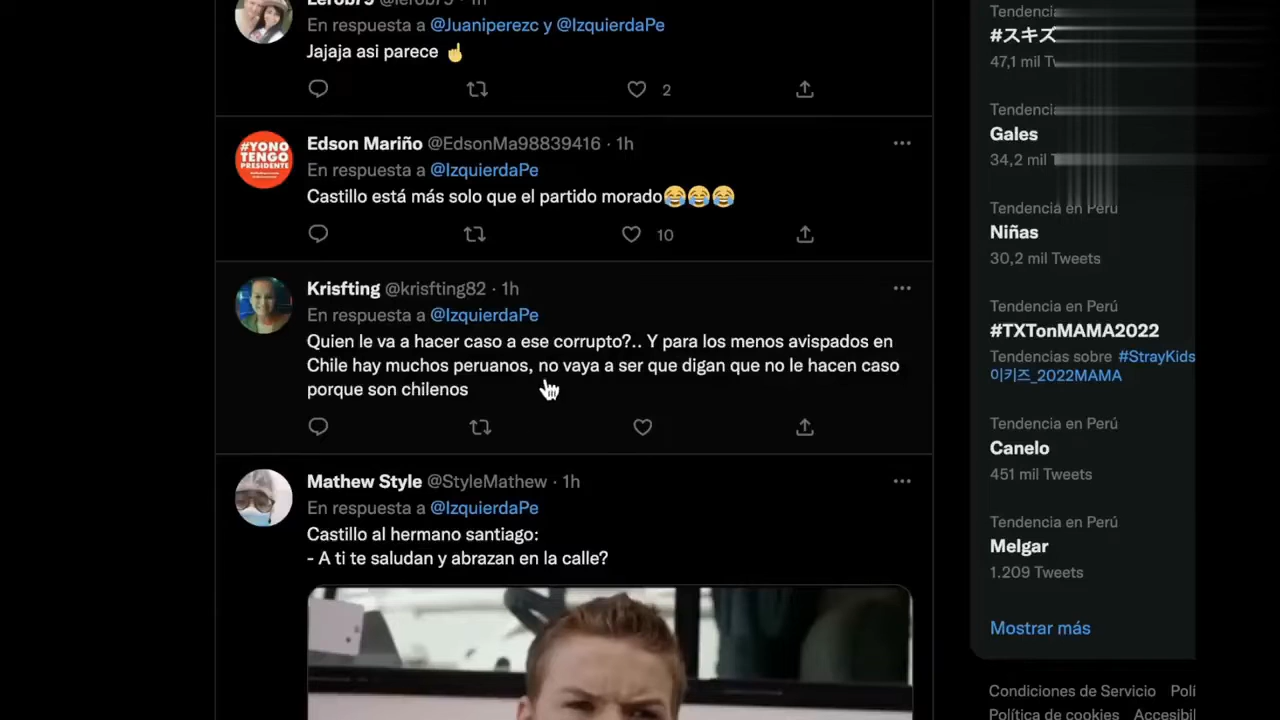 Lerob79 @lerob79 · 1h
En respuesta a @Juaniperezc y @IzquierdaPe
Jajaja asi parece ☝️
2
#YONO
TENGO
PRESIDENTE
Edson Mariño @EdsonMa98839416 · 1h
En respuesta a @IzquierdaPe
Castillo está más solo que el partido morado😂😂😂
10
Krisfting @krisfting82 · 1h
En respuesta a @IzquierdaPe
Quien le va a hacer caso a ese corrupto?.. Y para los menos avispados en
Chile hay muchos peruanos, no vaya a ser que digan que no le hacen caso
porque son chilenos
Mathew Style @StyleMathew · 1h
En respuesta a @IzquierdaPe
Castillo al hermano santiago:
- A ti te saludan y abrazan en la calle?
Tendencia
#スキズ
47,1 mil
Tendencia
Gales
34,2 mil
Tendencia en Perú
Niñas
30,2 mil Tweets
Tendencia en Perú
#TXTonMAMA2022
Tendencias sobre #StrayKids
이키즈_2022MAMA
Tendencia en Perú
Canelo
451 mil Tweets
Tendencia en Perú
Melgar
1.209 Tweets
Mostrar más
Condiciones de Servicio Polí
Política de cookies Accesibil